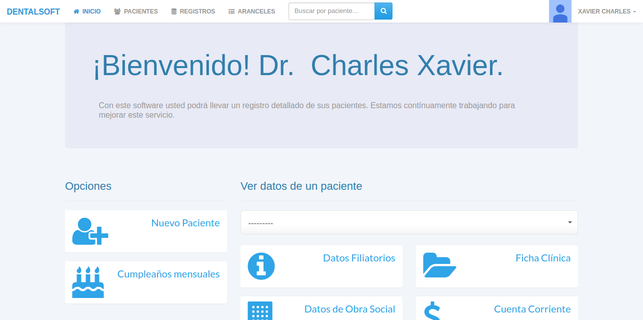 DENTALSOFT INICIO PACIENTES REGISTROS ARANCELES Buscar por paciente... XAVIER CHARLES
¡Bienvenido! Dr. Charles Xavier.
Con este software usted podrá llevar un registro detallado de sus pacientes. Estamos contínuamente trabajando para
mejorar este servicio.
Opciones
Ver datos de un paciente
---------
Nuevo Paciente
Datos Filiatorios
Ficha Clínica
Cumpleaños mensuales
Datos de Obra Social
Cuenta Corriente